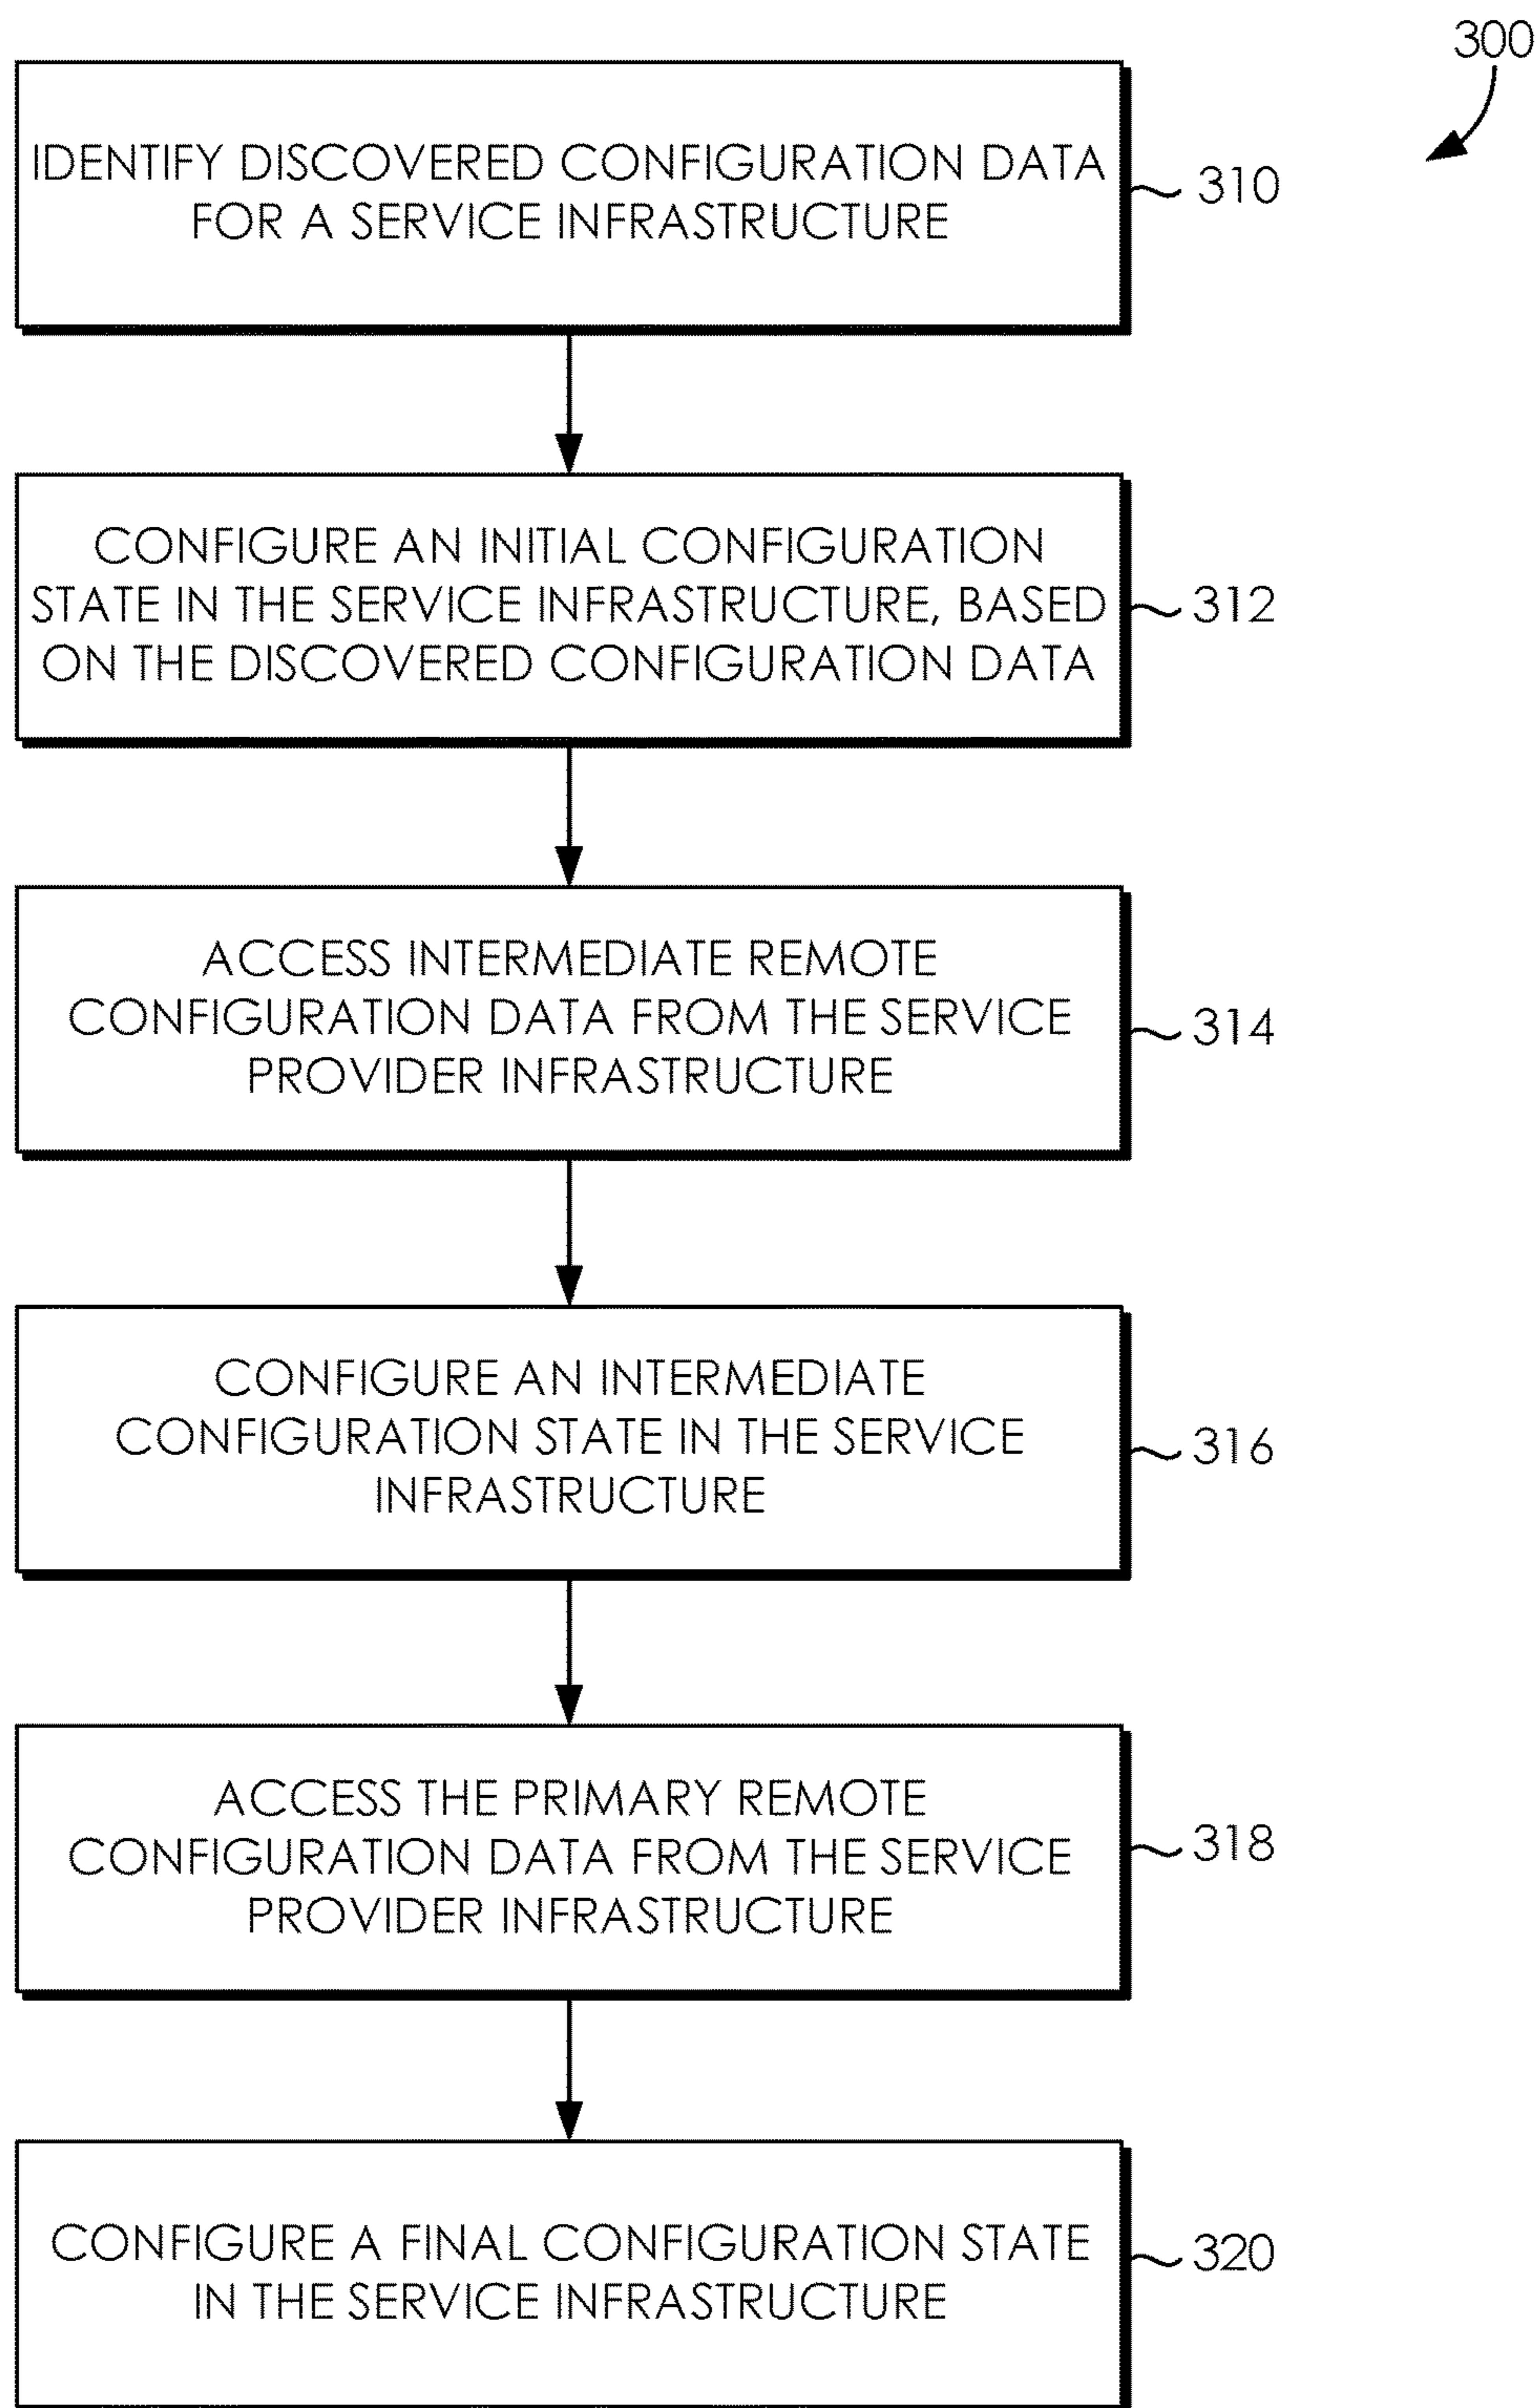 300
IDENTIFY DISCOVERED CONFIGURATION DATA
FOR A SERVICE INFRASTRUCTURE
310
CONFIGURE AN INITIAL CONFIGURATION
STATE IN THE SERVICE INFRASTRUCTURE, BASED
ON THE DISCOVERED CONFIGURATION DATA
312
ACCESS INTERMEDIATE REMOTE
CONFIGURATION DATA FROM THE SERVICE
PROVIDER INFRASTRUCTURE
314
CONFIGURE AN INTERMEDIATE
CONFIGURATION STATE IN THE SERVICE
INFRASTRUCTURE
316
ACCESS THE PRIMARY REMOTE
CONFIGURATION DATA FROM THE SERVICE
PROVIDER INFRASTRUCTURE
318
CONFIGURE A FINAL CONFIGURATION STATE
IN THE SERVICE INFRASTRUCTURE
320